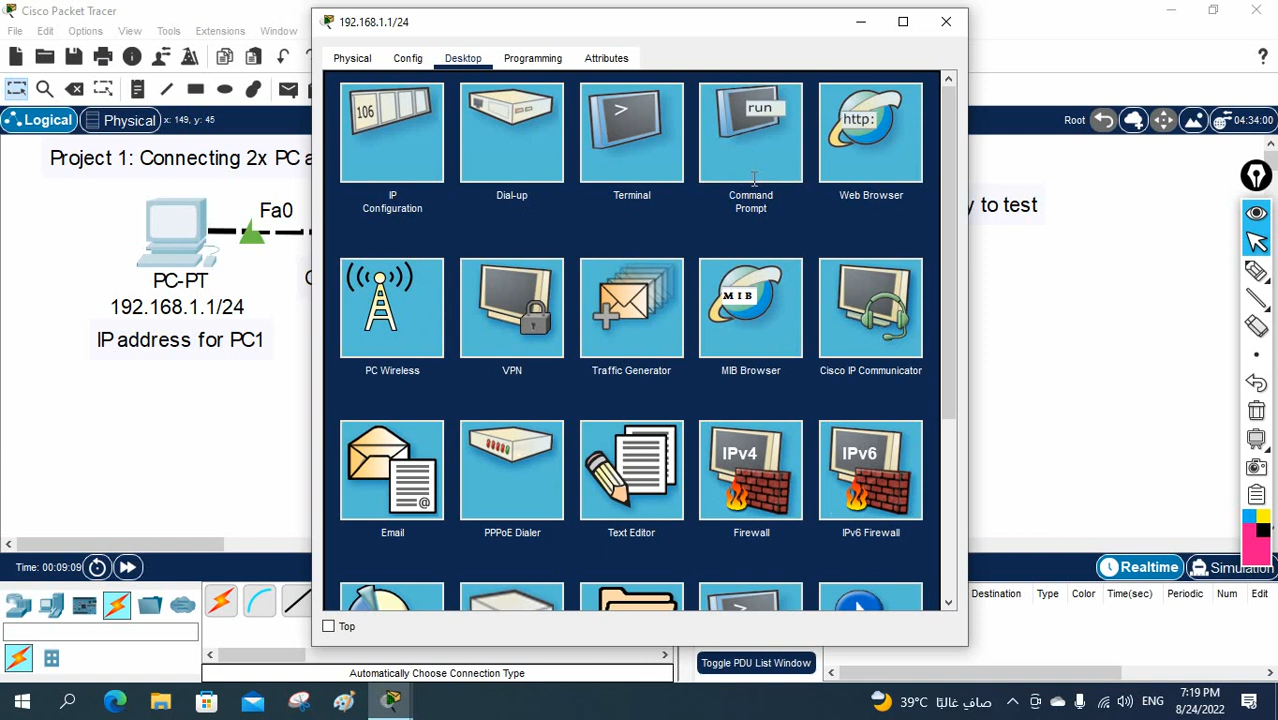 Cisco Packet Tracer
File Edit Options View Tools Extensions Window
Logical Physical x: 149, y: 45
Root 04:34:00
Project 1: Connecting 2x PC a
y to test
Fa0
PC-PT
192.168.1.1/24
IP address for PC1
C
192.168.1.1/24
Physical Config Desktop Programming Attributes
106
>
run
http:
IP
Configuration
Dial-up
Terminal
Command
Prompt
Web Browser
MIB
PC Wireless
VPN
Traffic Generator
MIB Browser
Cisco IP Communicator
@
IPv4
IPv6
Email
PPPoE Dialer
Text Editor
Firewall
IPv6 Firewall
>
Top
Time: 00:09:09
Realtime Simulation
Destination Type Color Time(sec) Periodic Num Edit
Automatically Choose Connection Type
Toggle PDU List Window
39°C صافٍ غالبًا
ENG
7:19 PM
8/24/2022